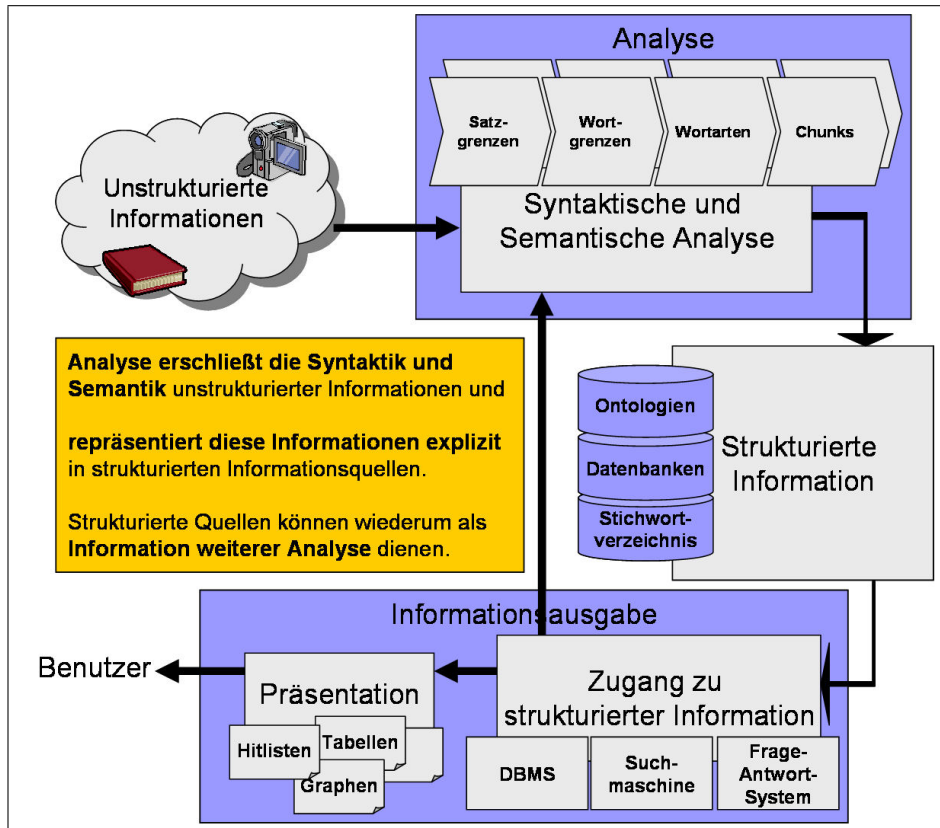 Analyse
Satz-
grenzen
Wort-
grenzen
Wortarten
Chunks
Unstrukturierte
Informationen
Syntaktische und
Semantische Analyse
Analyse erschließt die Syntaktik und
Semantik unstrukturierter Informationen und
repräsentiert diese Informationen explizit
in strukturierten Informationsquellen.
Strukturierte Quellen können wiederum als
Information weiterer Analyse dienen.
Ontologien
Datenbanken
Stichwort-
verzeichnis
Strukturierte
Information
Informationsausgabe
Benutzer
Präsentation
Hitlisten
Tabellen
Graphen
Zugang zu
strukturierter Information
DBMS
Such-
maschine
Frage-
Antwort-
System